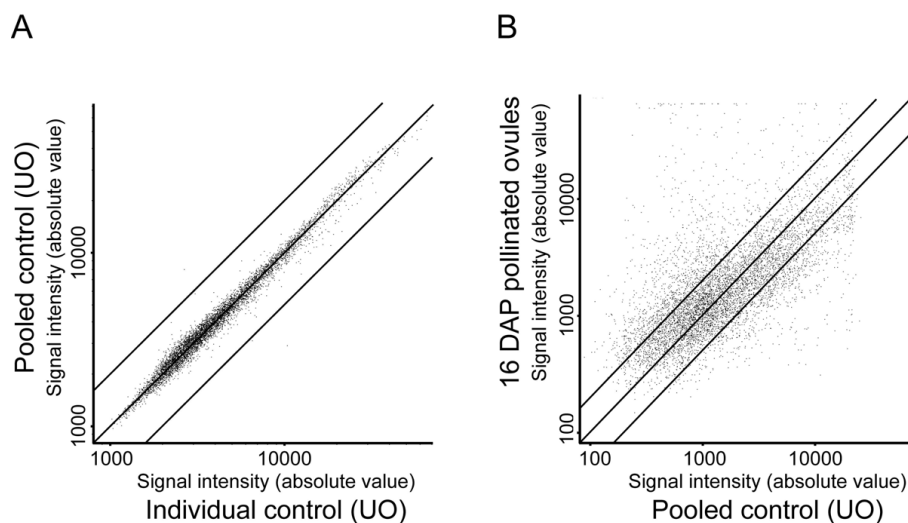 A
Pooled control (UO)
Signal intensity (absolute value)
10000
1000
1000 10000
Signal intensity (absolute value)
Individual control (UO)
B
16 DAP pollinated ovules
Signal intensity (absolute value)
10000
1000
100
100 1000 10000
Signal intensity (absolute value)
Pooled control (UO)